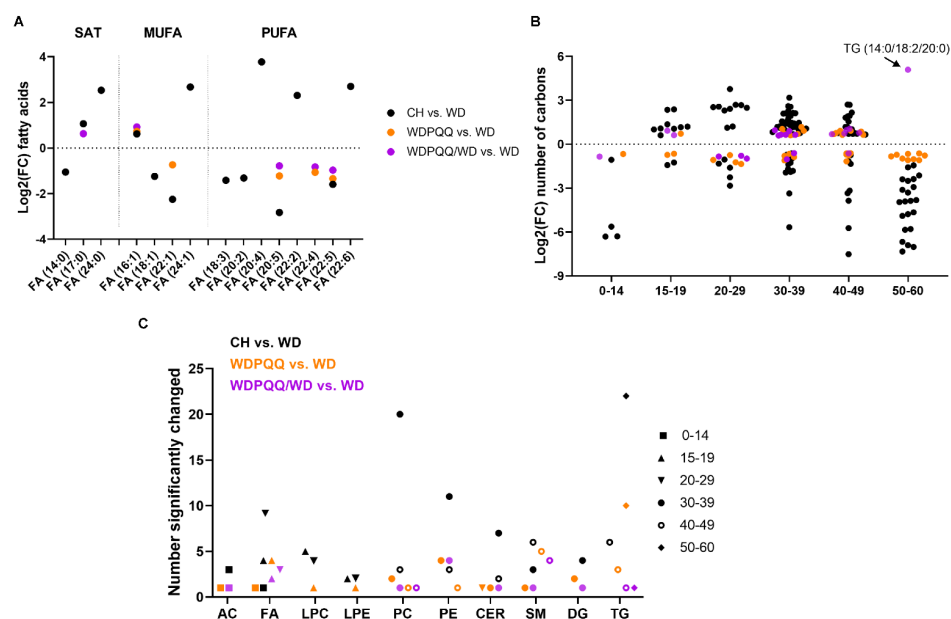 A
SAT MUFA PUFA
Log2(FC) fatty acids
4
2
0
-2
-4
FA (14:0)
FA (17:0)
FA (24:0)
FA (16:1)
FA (18:1)
FA (22:1)
FA (24:1)
FA (18:3)
FA (20:2)
FA (20:4)
FA (20:5)
FA (22:2)
FA (22:4)
FA (22:5)
FA (22:6)
CH vs. WD
WDPQQ vs. WD
WDPQQ/WD vs. WD
B
TG (14:0/18:2/20:0)
Log2(FC) number of carbons
6
3
0
-3
-6
-9
0-14 15-19 20-29 30-39 40-49 50-60
C
CH vs. WD
WDPQQ vs. WD
WDPQQ/WD vs. WD
Number significantly changed
25
20
15
10
5
0
AC FA LPC LPE PC PE CER SM DG TG
0-14
15-19
20-29
30-39
40-49
50-60